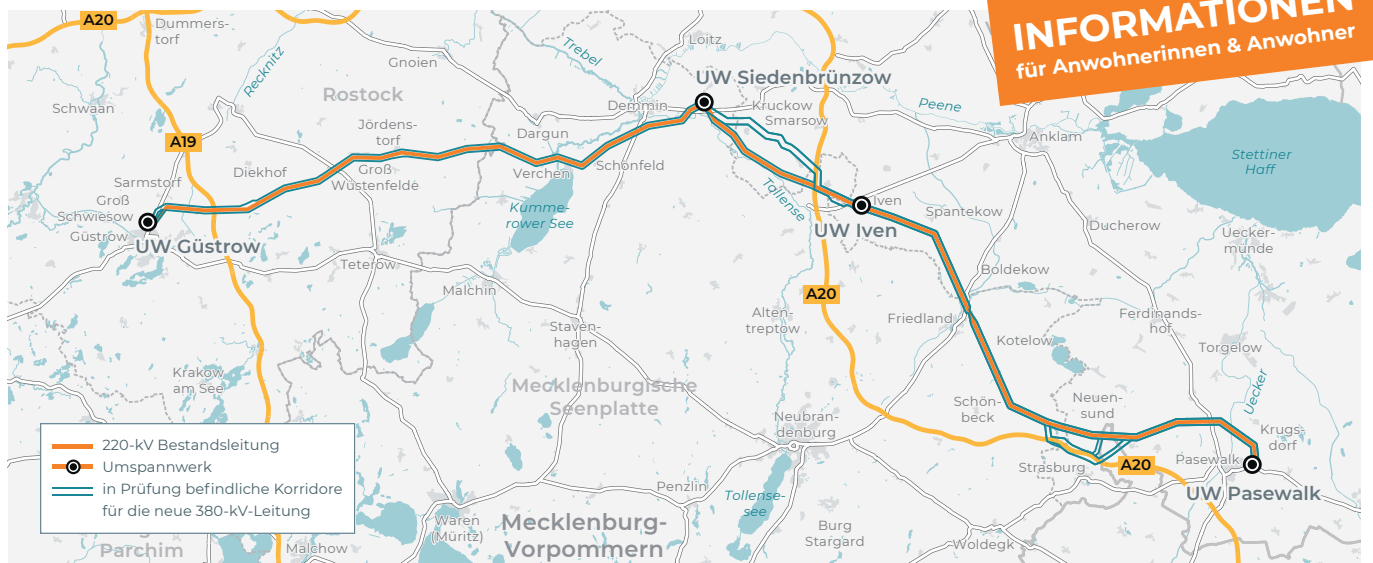 INFORMATIONEN
für Anwohnerinnen & Anwohner
A20
Dummers-
torf
Recknitz
Gnoien
Trebel
Loitz
Schwaan
Rostock
UW Siedenbrünzow
Demmin
Kruckow
Smarsow
Peene
Anklam
A19
Jördens-
torf
Dargun
Stettiner
Haff
Sarmstorf
Diekhof
Groß
Wüstenfelde
Verchen
Schönfeld
Groß
Schwiesow
Güstrow
UW Güstrow
Kumme-
rower See
Tallense
Iven
UW Iven
Spantekow
Ducherow
Uecker-
münde
Teterow
Malchin
Boldekow
A20
Staven-
hagen
Alten-
treptow
Friedland
Kotelow
Ferdinands-
hof
Torgelow
Krakow
am See
Mecklenburgische
Seenplatte
Uecker
Neubran-
denburg
Schön-
beck
Neuen-
sund
Krugs-
dorf
220-kV Bestandsleitung
Umspannwerk
in Prüfung befindliche Korridore
für die neue 380-kV-Leitung
Strasburg
A20
Pasewalk
UW Pasewalk
Penzlin
Tollense-
see
Waren
(Müritz)
Mecklenburg-
Vorpommern
Burg
Stargard
Woldegk
Parchim
Malchow